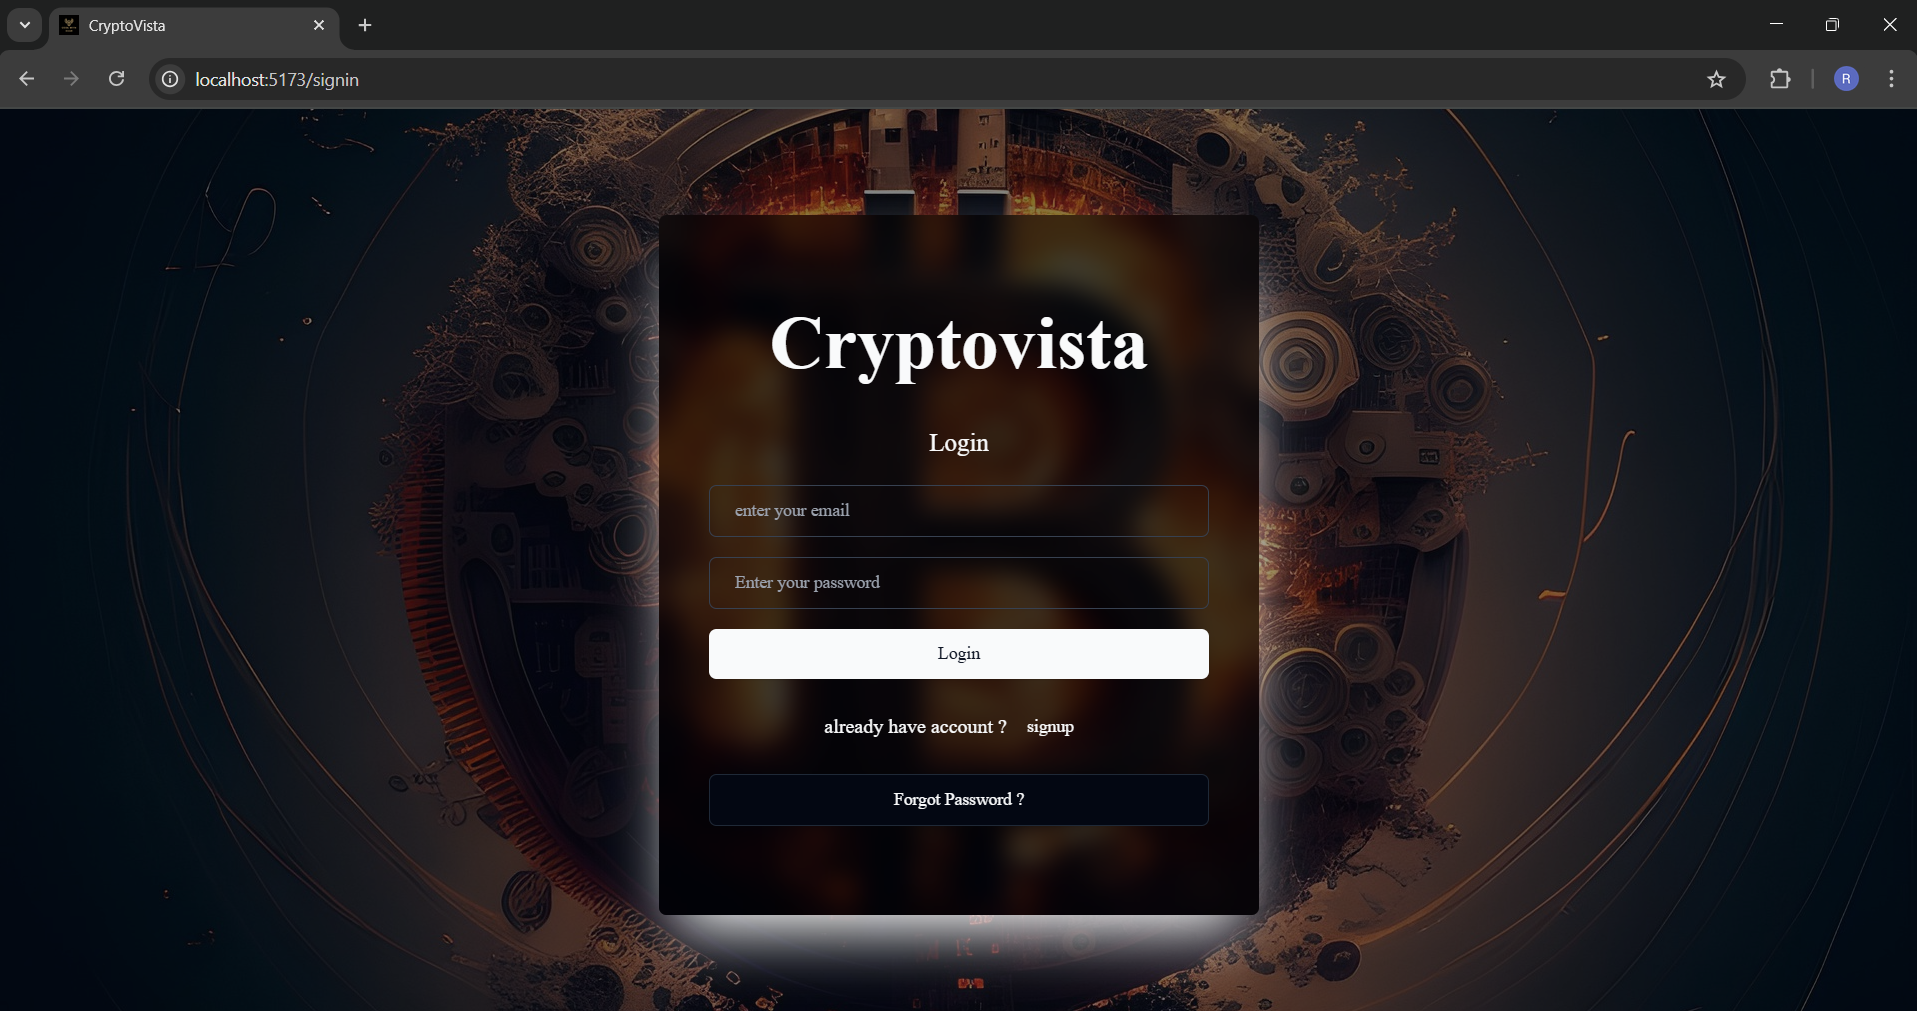 CryptoVista
localhost:5173/signin
R
Cryptovista
Login
enter your email
Enter your password
Login
already have account ? signup
Forgot Password ?